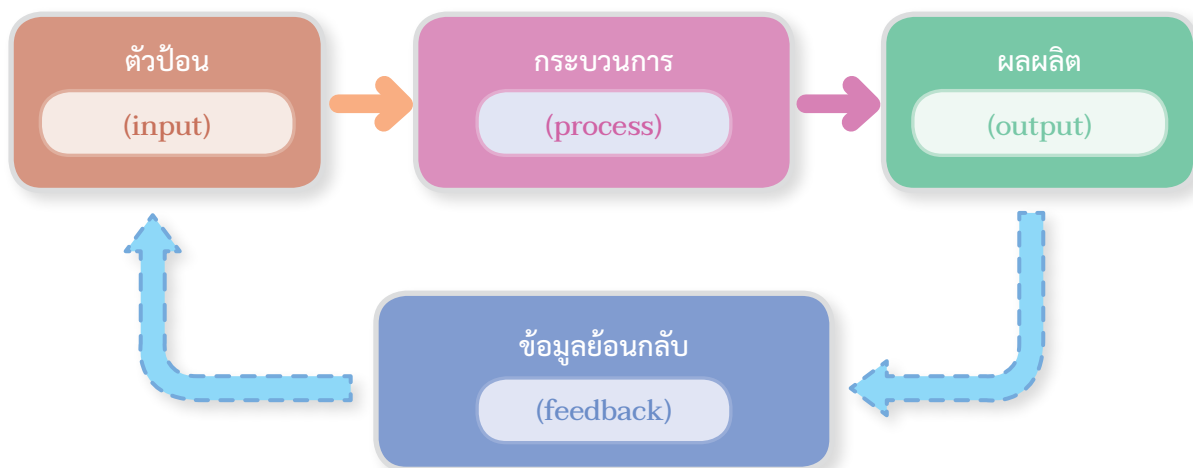 ตัวป้อน
(input)
กระบวนการ
(process)
ผลผลิต
(output)
ข้อมูลย้อนกลับ
(feedback)